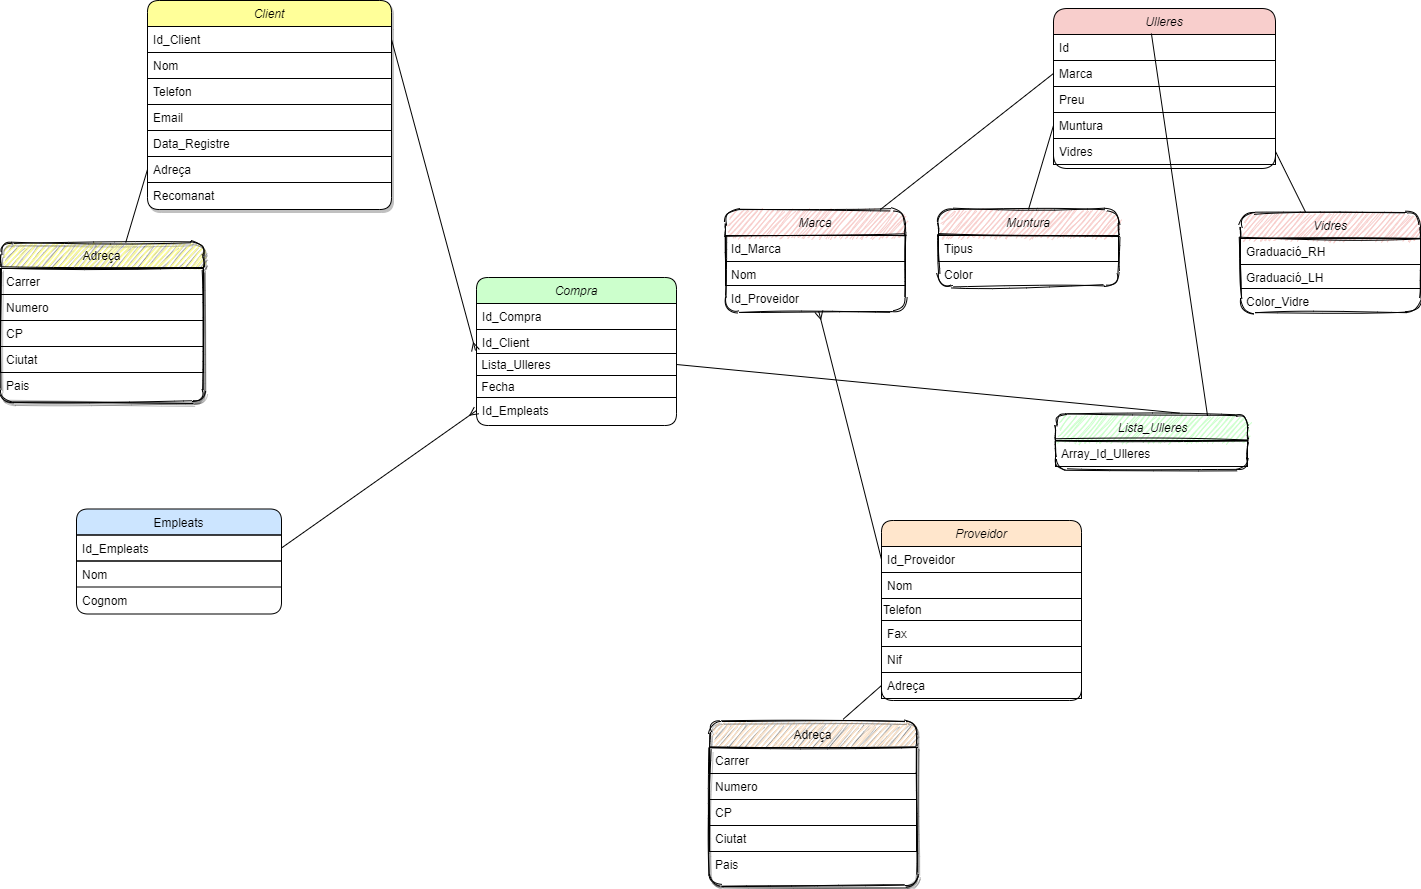 Client
Id_Client
Nom
Telefon
Email
Data_Registre
Adreça
Recomanat
Adreça
Carrer
Numero
CP
Ciutat
Pais
Compra
Id_Compra
Id_Client
Lista_Ulleres
Fecha
Id_Empleats
Empleats
Id_Empleats
Nom
Cognom
Ulleres
Id
Marca
Preu
Muntura
Vidres
Marca
Id_Marca
Nom
Id_Proveidor
Muntura
Tipus
Color
Vidres
Graduació_RH
Graduació_LH
Color_Vidre
Lista_Ulleres
Array_Id_Ulleres
Proveidor
Id_Proveidor
Nom
Telefon
Fax
Nif
Adreça
Adreça
Carrer
Numero
CP
Ciutat
Pais